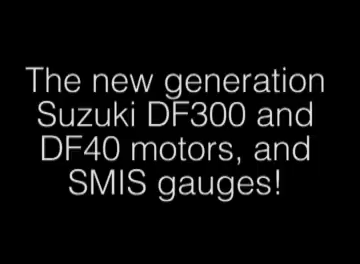 The new generation
Suzuki DF300 and
DF40 motors, and
SMIS gauges!